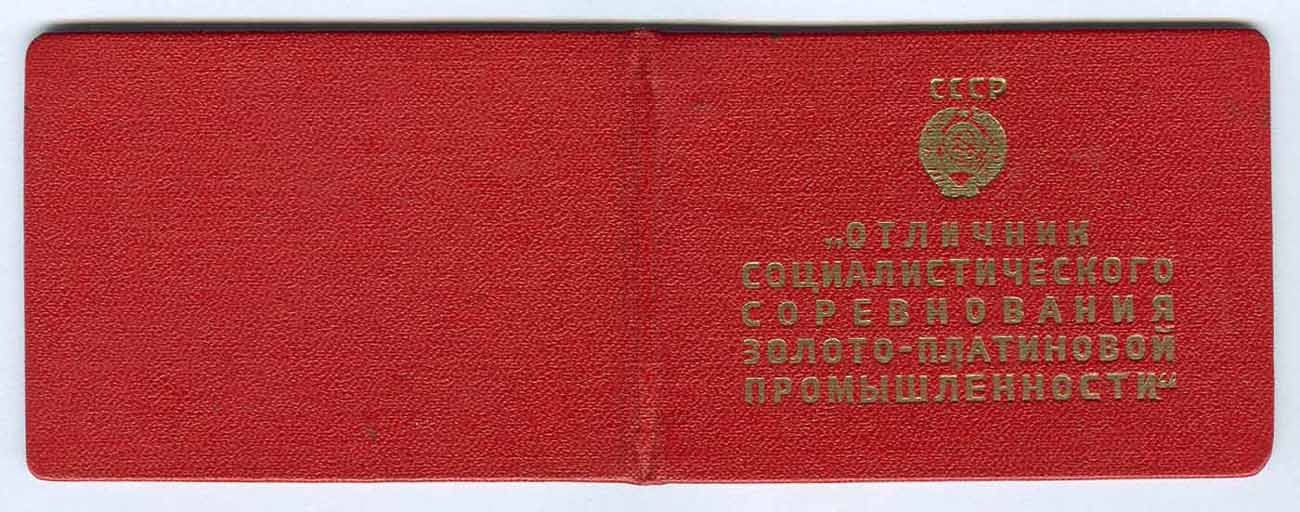 СССР
„ОТЛИЧНИК
СОЦИАЛИСТИЧЕСКОГО
СОРЕВНОВАНИЯ
ЗОЛОТО-ПЛАТИНОВОЙ
ПРОМЫШЛЕННОСТИ“